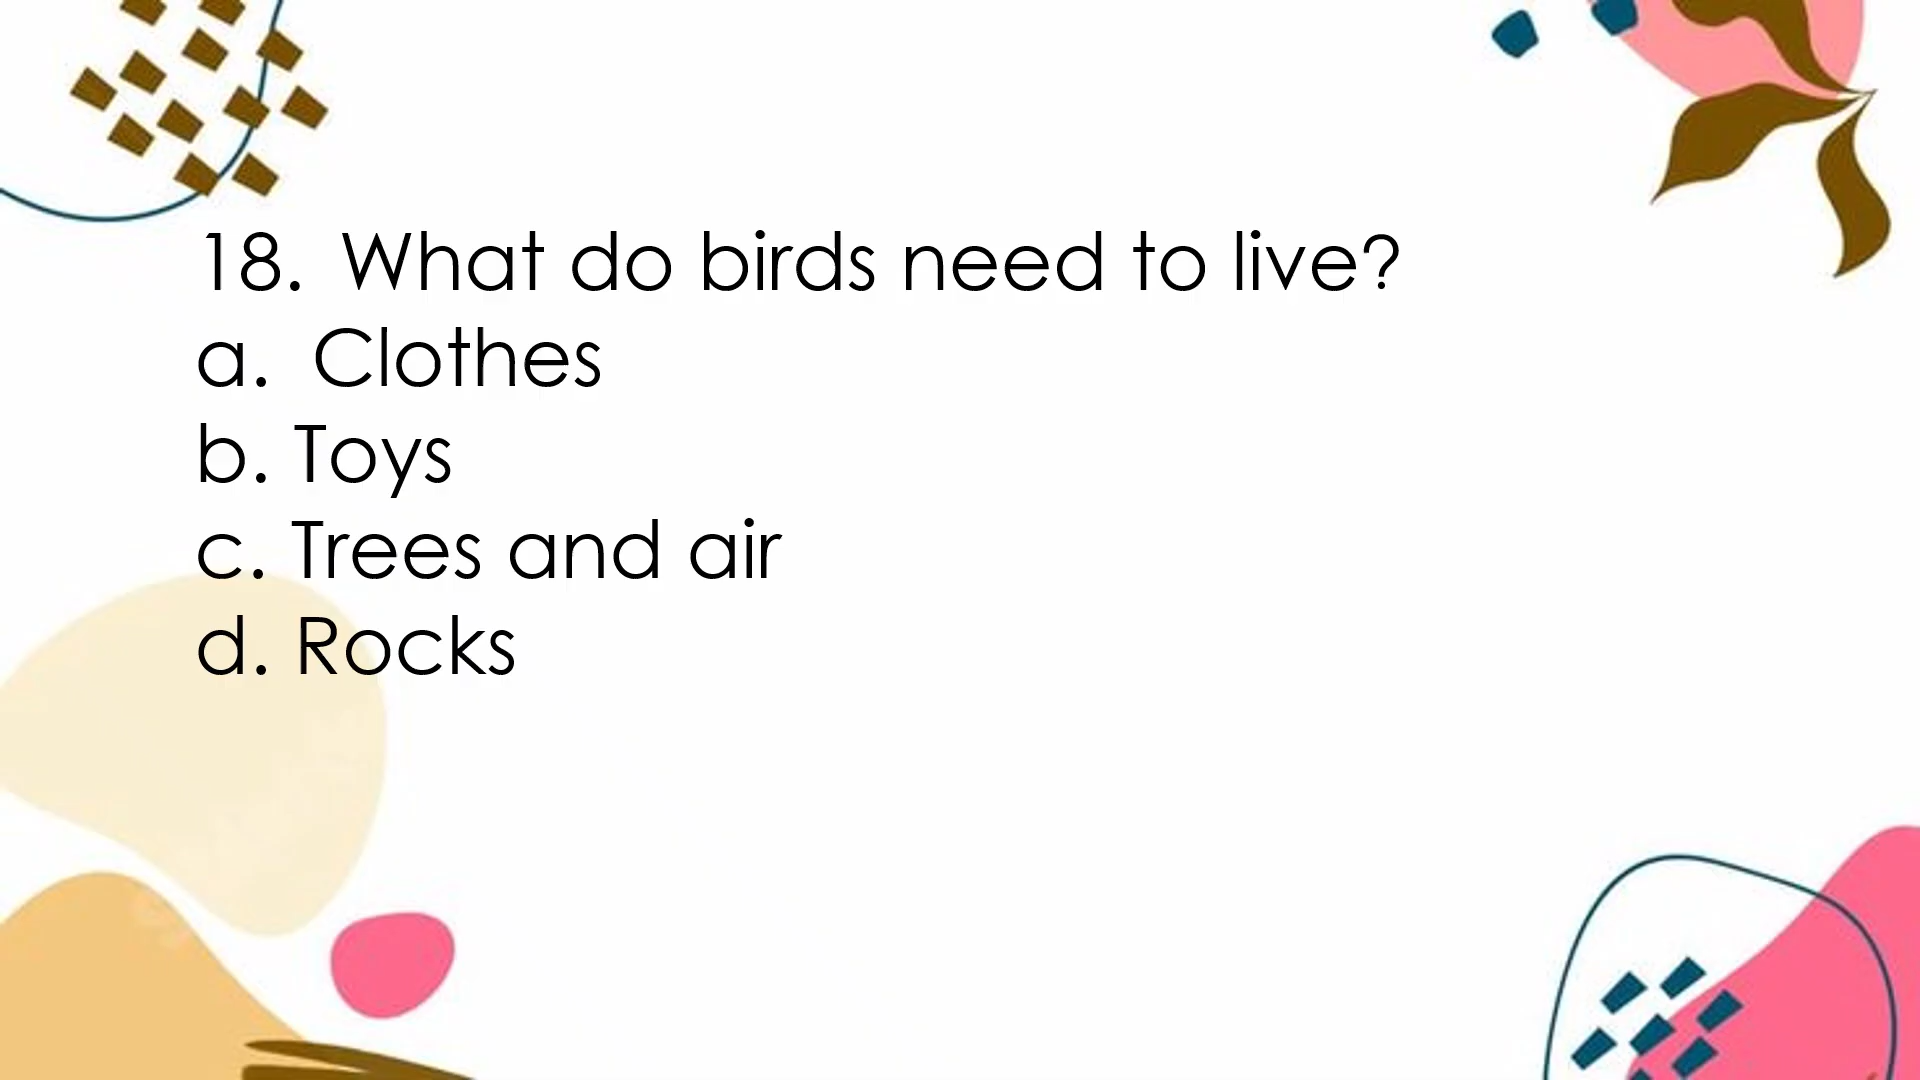 18. What do birds need to live?
a. Clothes
b. Toys
c. Trees and air
d. Rocks